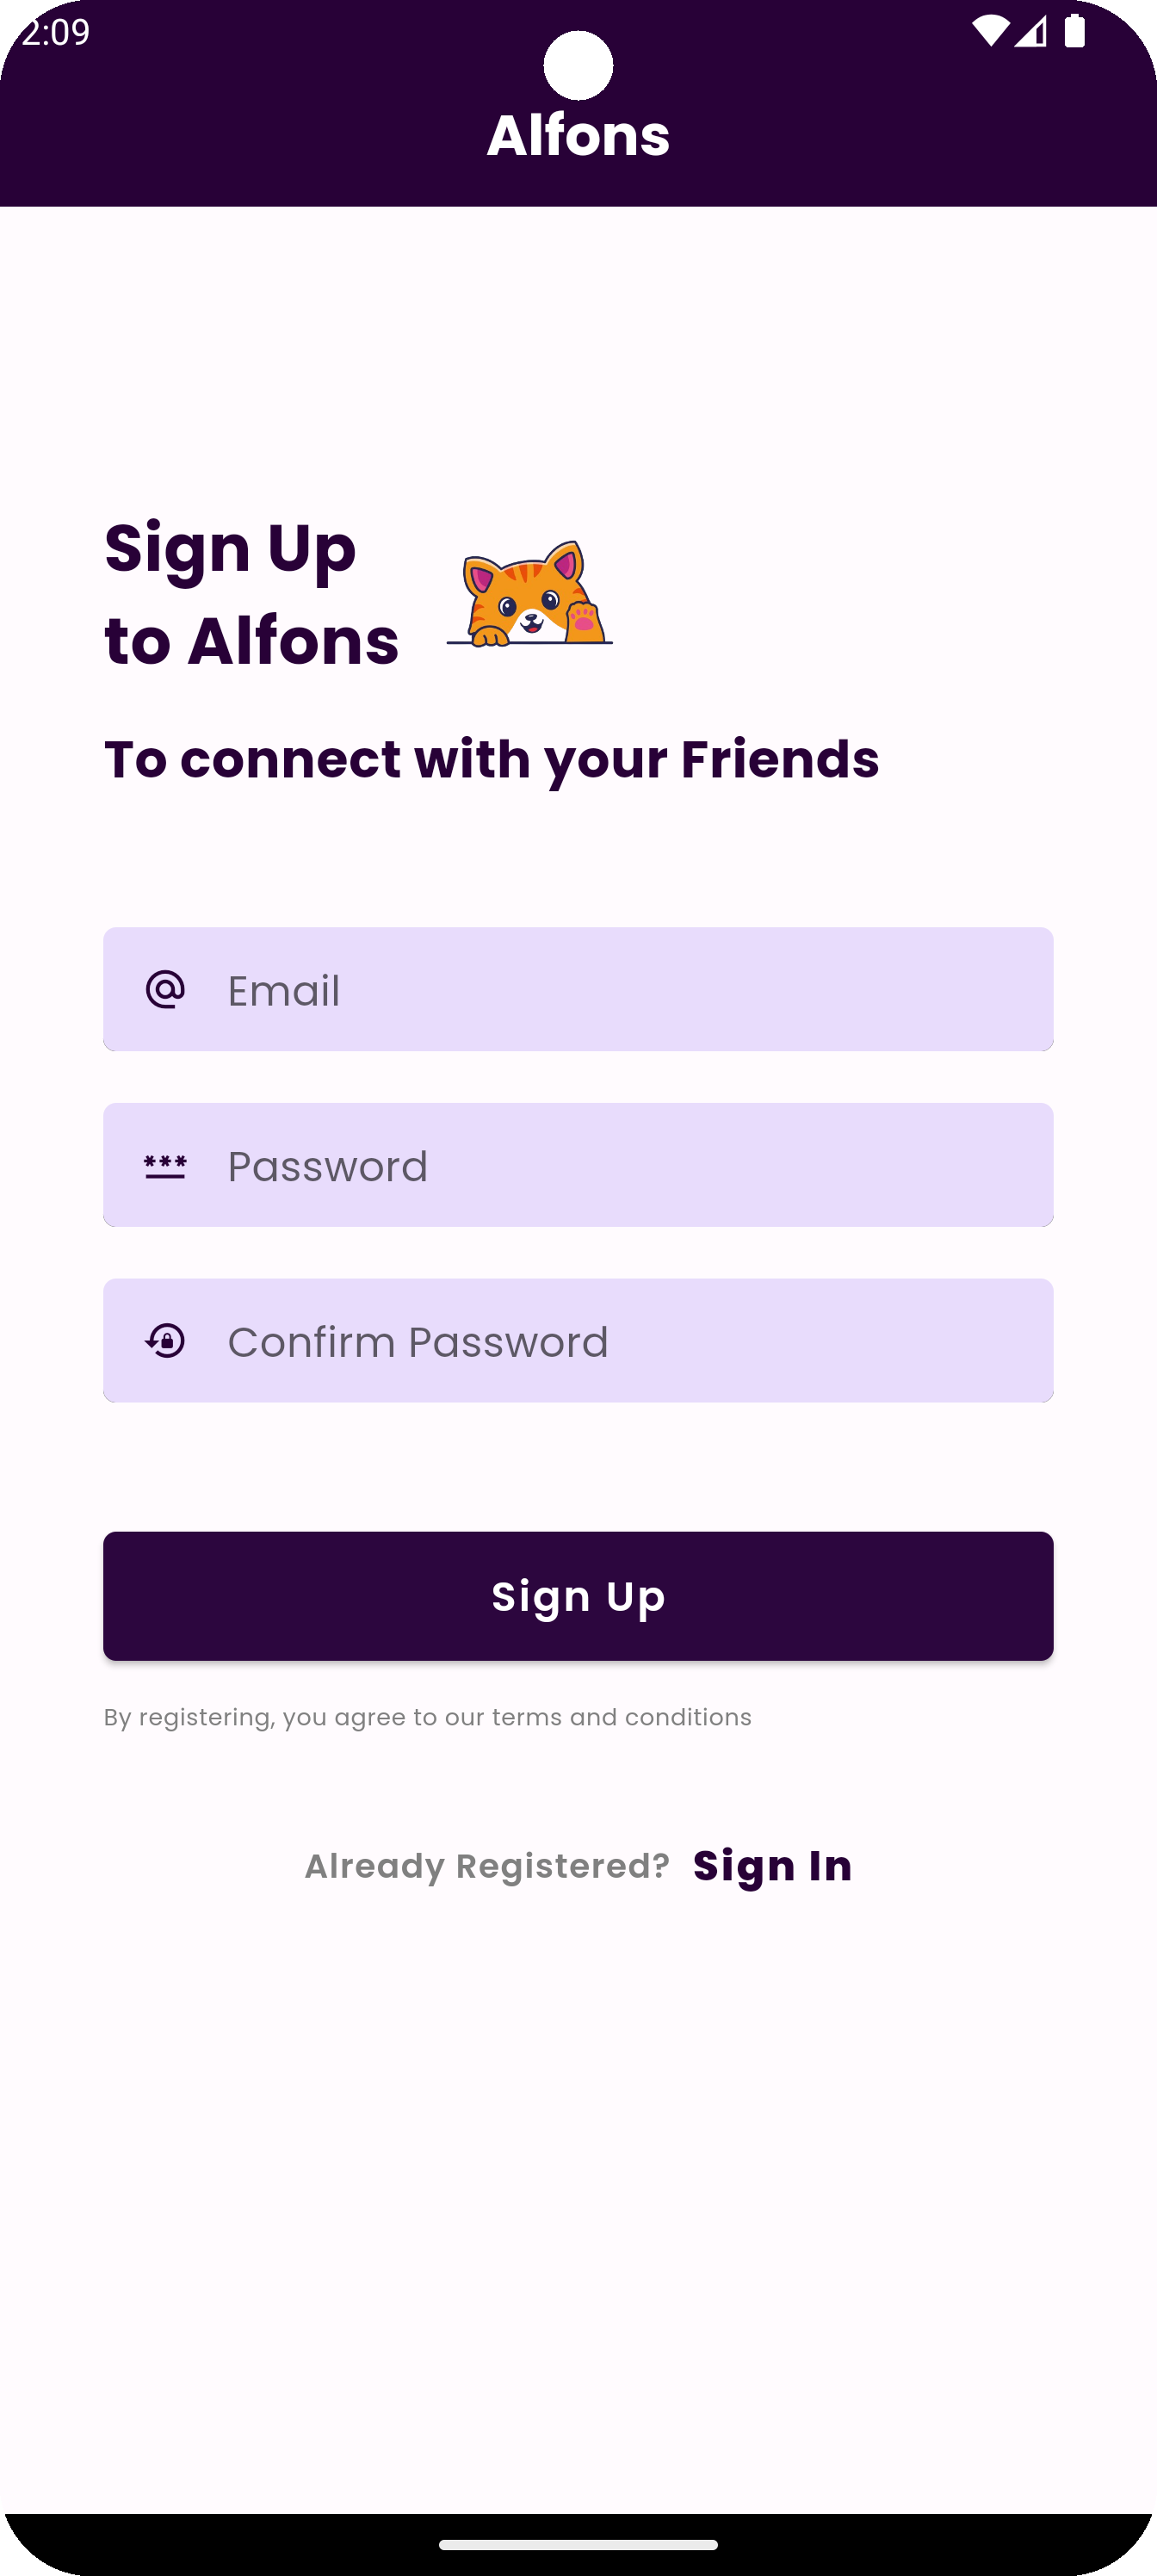 2:09
Alfons
Sign Up
to Alfons
To connect with your Friends
Email
Password
Confirm Password
Sign Up
By registering, you agree to our terms and conditions
Already Registered? Sign In